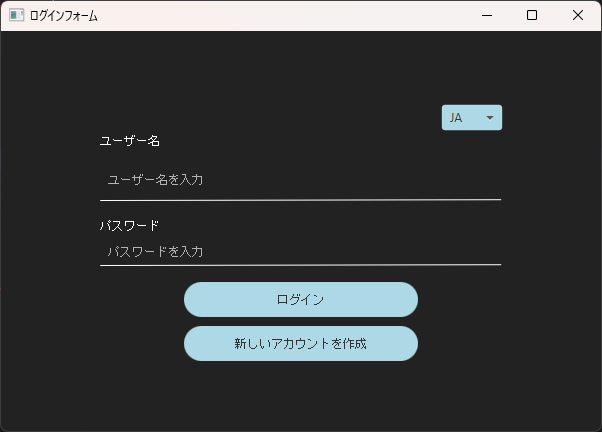 ログインフォーム
JA
ユーザー名
ユーザー名を入力
パスワード
パスワードを入力
ログイン
新しいアカウントを作成